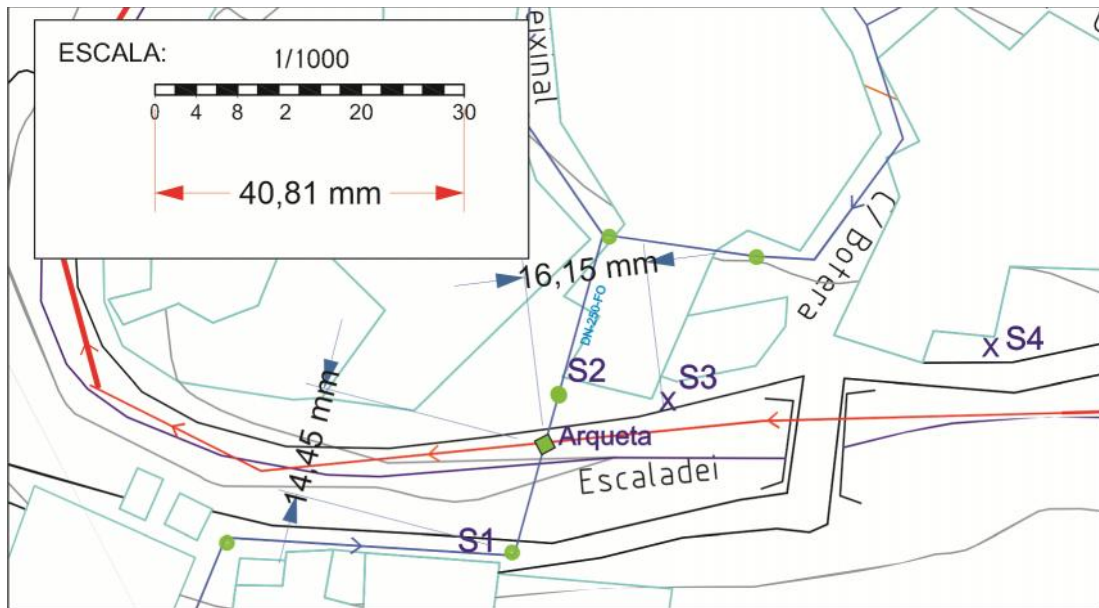 ESCALA:
1/1000
0 4 8 2 20 30
40,81 mm
eixinal
C/ Botera
16,15 mm
DN-250-FO
S2
S3
S4
14,45 mm
Arqueta
Escaladei
S1